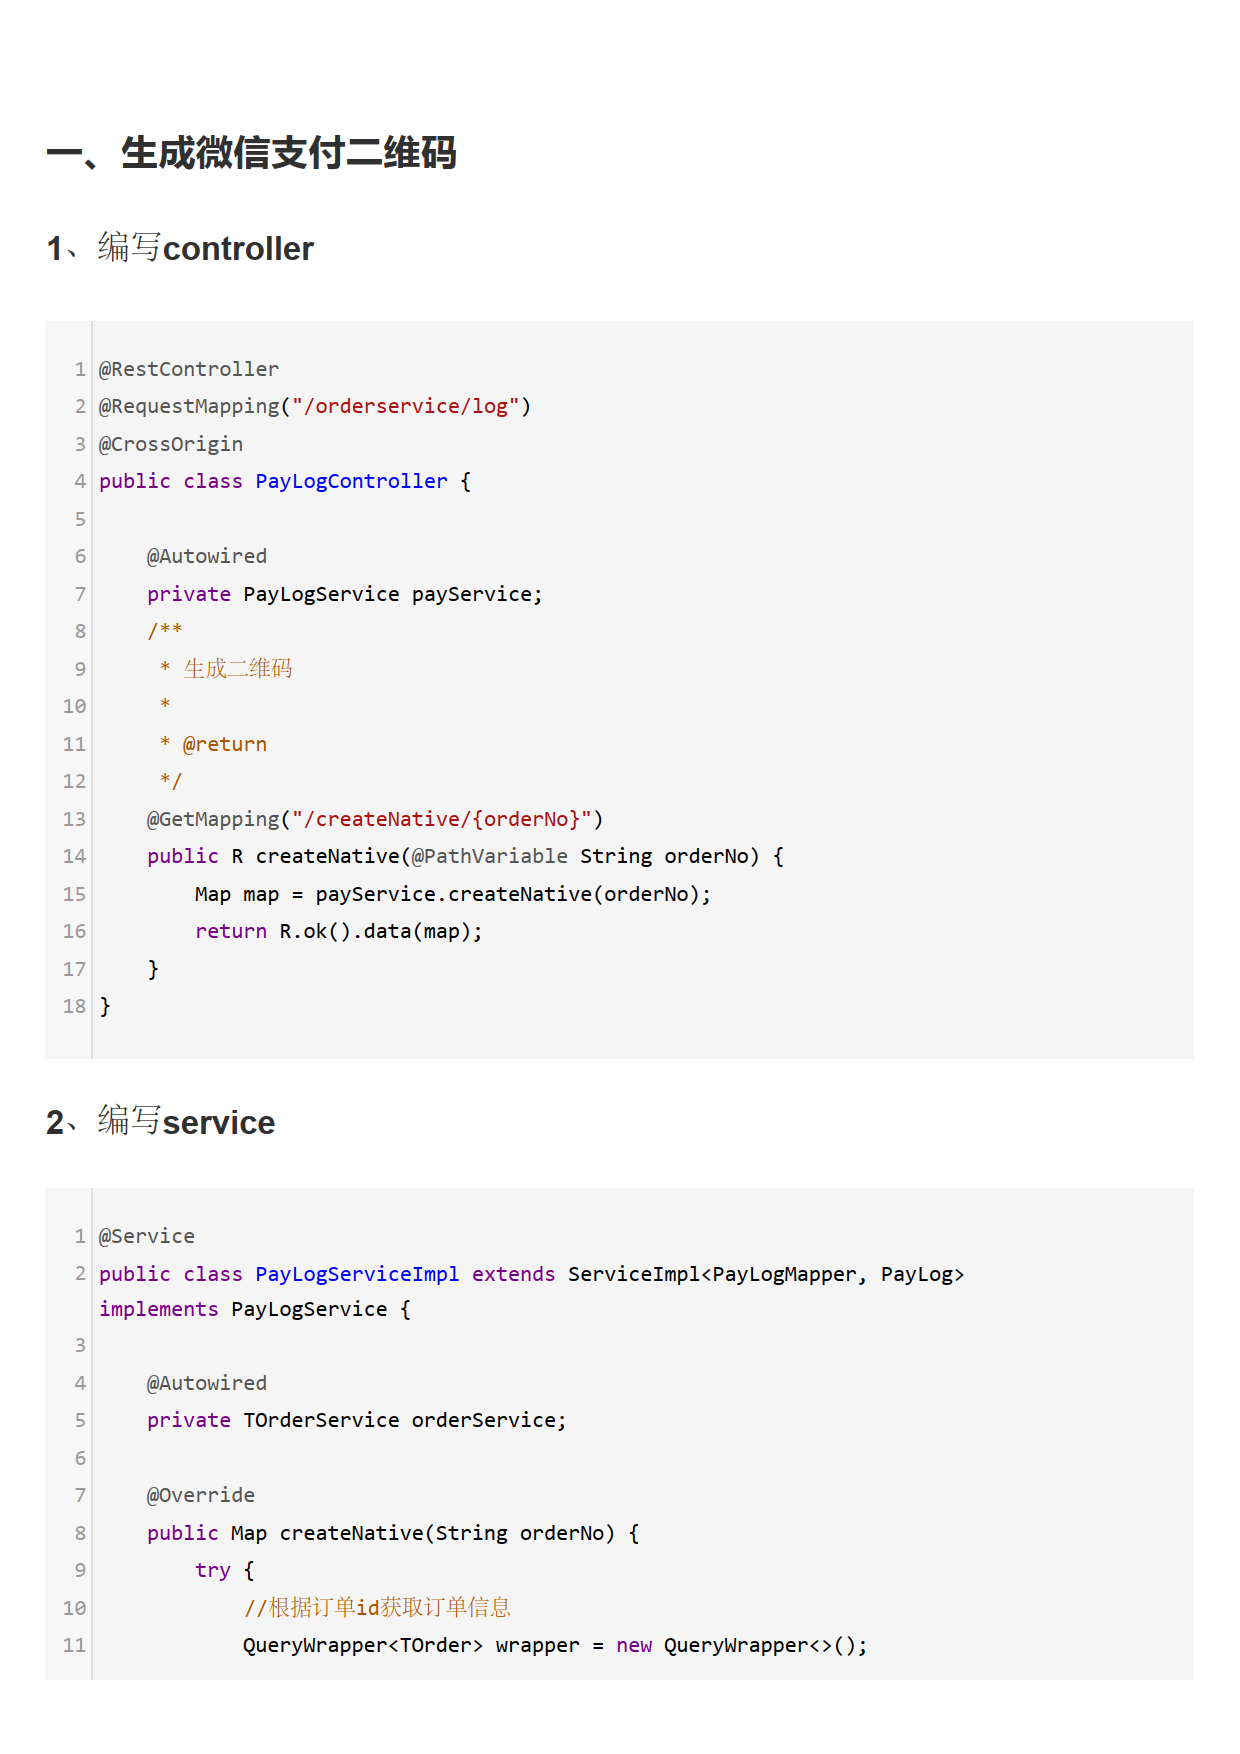 一、生成微信支付二维码
1、编写controller
1 @RestController
2 @RequestMapping("/orderservice/log")
3 @CrossOrigin
4 public class PayLogController {
5
6     @Autowired
7     private PayLogService payService;
8     /**
9      * 生成二维码
10      *
11      * @return
12      */
13     @GetMapping("/createNative/{orderNo}")
14     public R createNative(@PathVariable String orderNo) {
15         Map map = payService.createNative(orderNo);
16         return R.ok().data(map);
17     }
18 }
2、编写service
1 @Service
2 public class PayLogServiceImpl extends ServiceImpl<PayLogMapper, PayLog>
implements PayLogService {
3
4     @Autowired
5     private TOrderService orderService;
6
7     @Override
8     public Map createNative(String orderNo) {
9         try {
10             //根据订单id获取订单信息
11             QueryWrapper<TOrder> wrapper = new QueryWrapper<>();